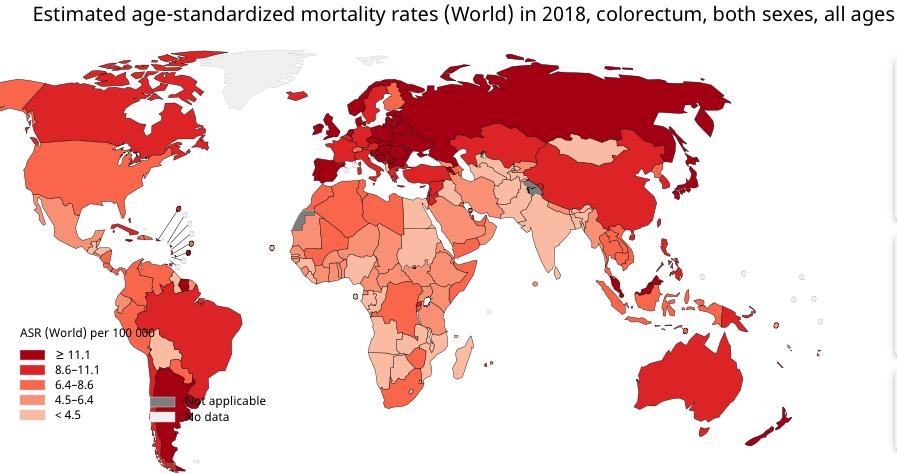 Estimated age-standardized mortality rates (World) in 2018, colorectum, both sexes, all ages
ASR (World) per 100 000
≥ 11.1
8.6–11.1
6.4–8.6
4.5–6.4
< 4.5
Not applicable
No data